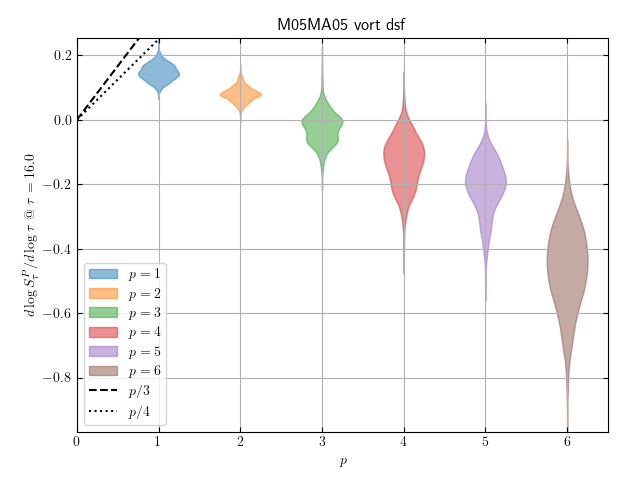 M05MA05 vort dsf
d log S_τ^P / d log τ @ τ = 16.0
0.2
0.0
−0.2
−0.4
−0.6
−0.8
p = 1
p = 2
p = 3
p = 4
p = 5
p = 6
p/3
p/4
0 1 2 3 4 5 6
p